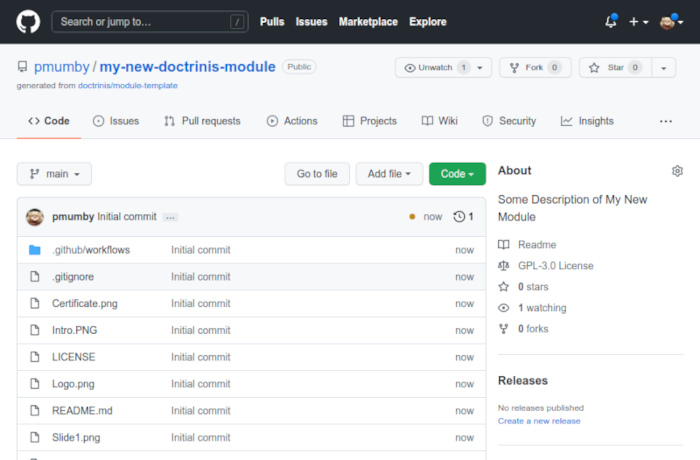 Search or jump to... /
Pulls Issues Marketplace Explore
pmumby / my-new-doctrinis-module Public
Unwatch 1 Fork 0 Star 0
generated from doctrinis/module-template
Code Issues Pull requests Actions Projects Wiki Security Insights ...
main Go to file Add file Code
About
Some Description of My New
Module
pmumby Initial commit ... now 1
.github/workflows Initial commit now
.gitignore Initial commit now
Certificate.png Initial commit now
Intro.PNG Initial commit now
LICENSE Initial commit now
Logo.png Initial commit now
README.md Initial commit now
Slide1.png Initial commit now
Readme
GPL-3.0 License
0 stars
1 watching
0 forks
Releases
No releases published
Create a new release